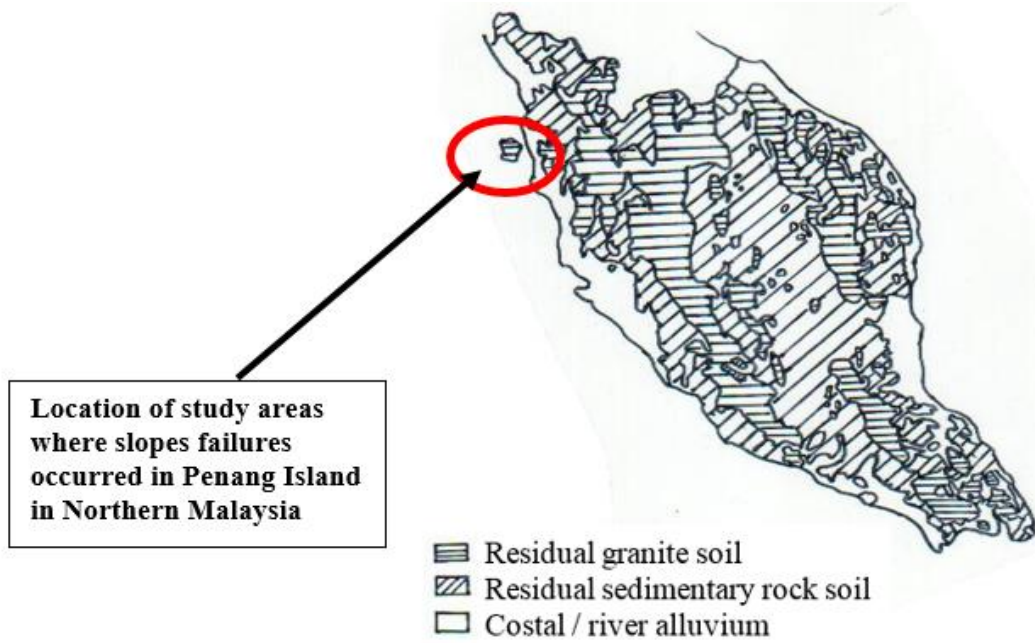 Location of study areas
where slopes failures
occurred in Penang Island
in Northern Malaysia
Residual granite soil
Residual sedimentary rock soil
Costal / river alluvium